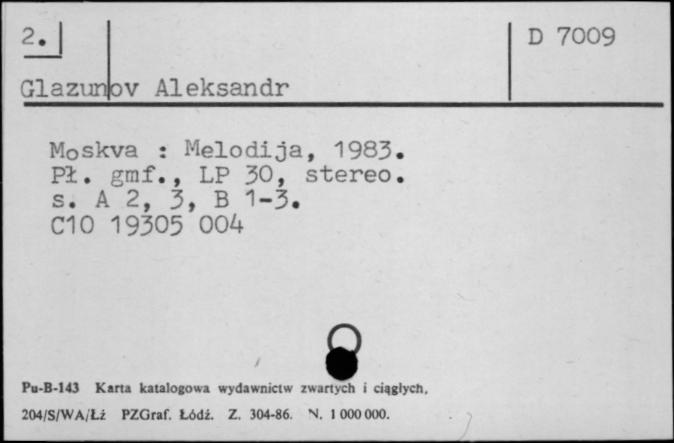 2.
D 7009
Glazunov Aleksandr
Moskva : Melodija, 1983.
Pł. gmf., LP 30, stereo.
s. A 2, 3, B 1-3.
C10 19305 004
Pu-B-143 Karta katalogowa wydawnictw zwartych i ciągłych,
204/S/WA/Łź PZGraf. Łódź. Z. 304-86. N. 1 000 000.